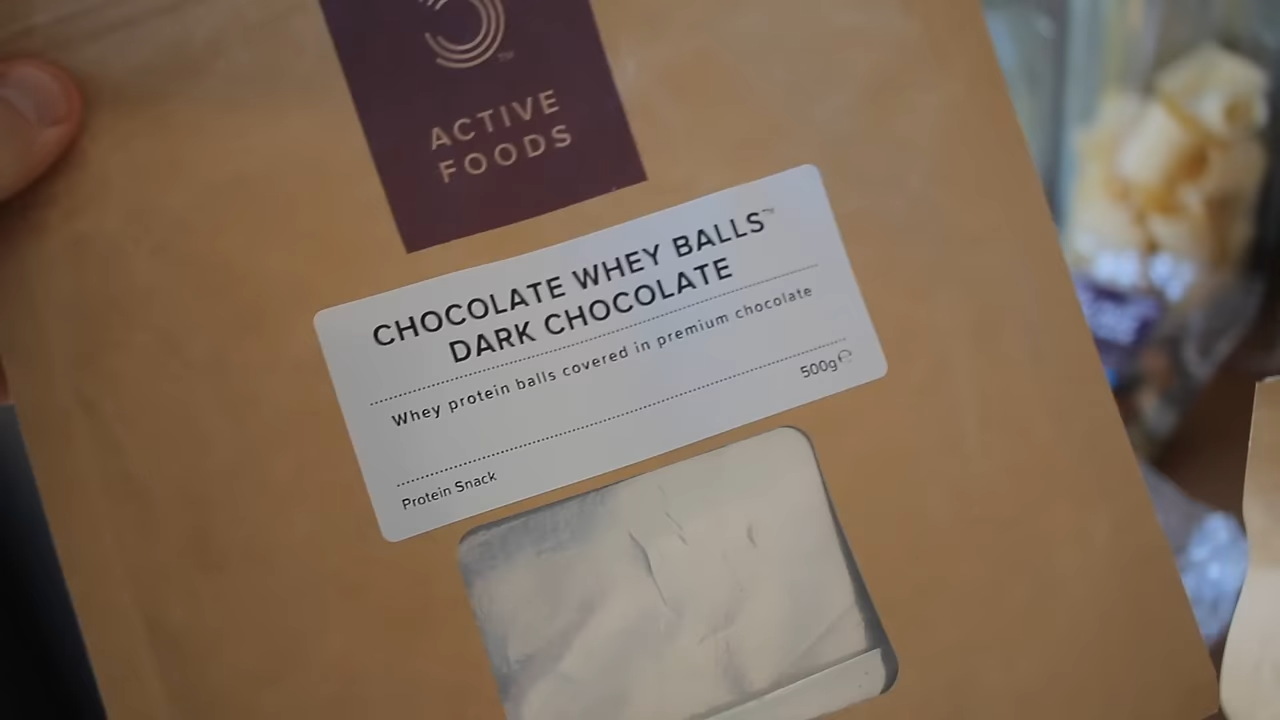 ACTIVE
FOODS
CHOCOLATE WHEY BALLS™
DARK CHOCOLATE
Whey protein balls covered in premium chocolate
500g℮
Protein Snack